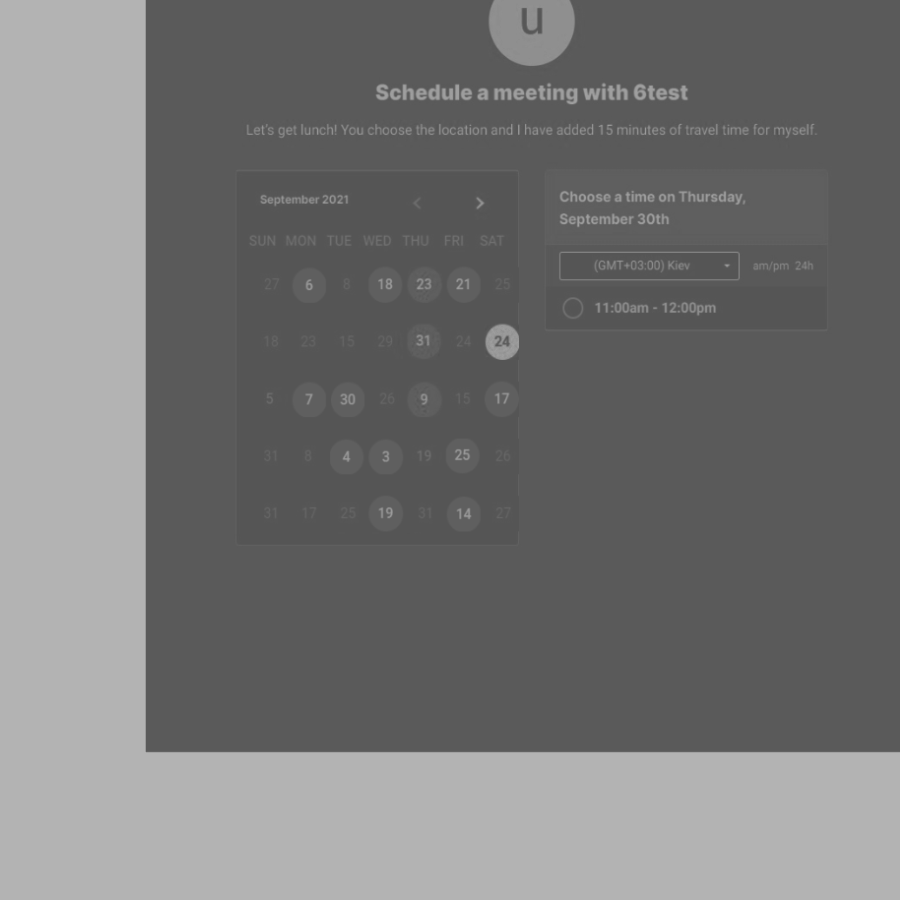 u
Schedule a meeting with 6test
Let's get lunch! You choose the location and I have added 15 minutes of travel time for myself.
September 2021
SUN MON TUE WED THU FRI SAT
27 6 8 18 23 21 25
18 23 15 29 31 24 24
5 7 30 26 9 15 17
31 8 4 3 19 25 26
31 17 25 19 31 14 27
Choose a time on Thursday,
September 30th
(GMT+03:00) Kiev am/pm 24h
11:00am - 12:00pm